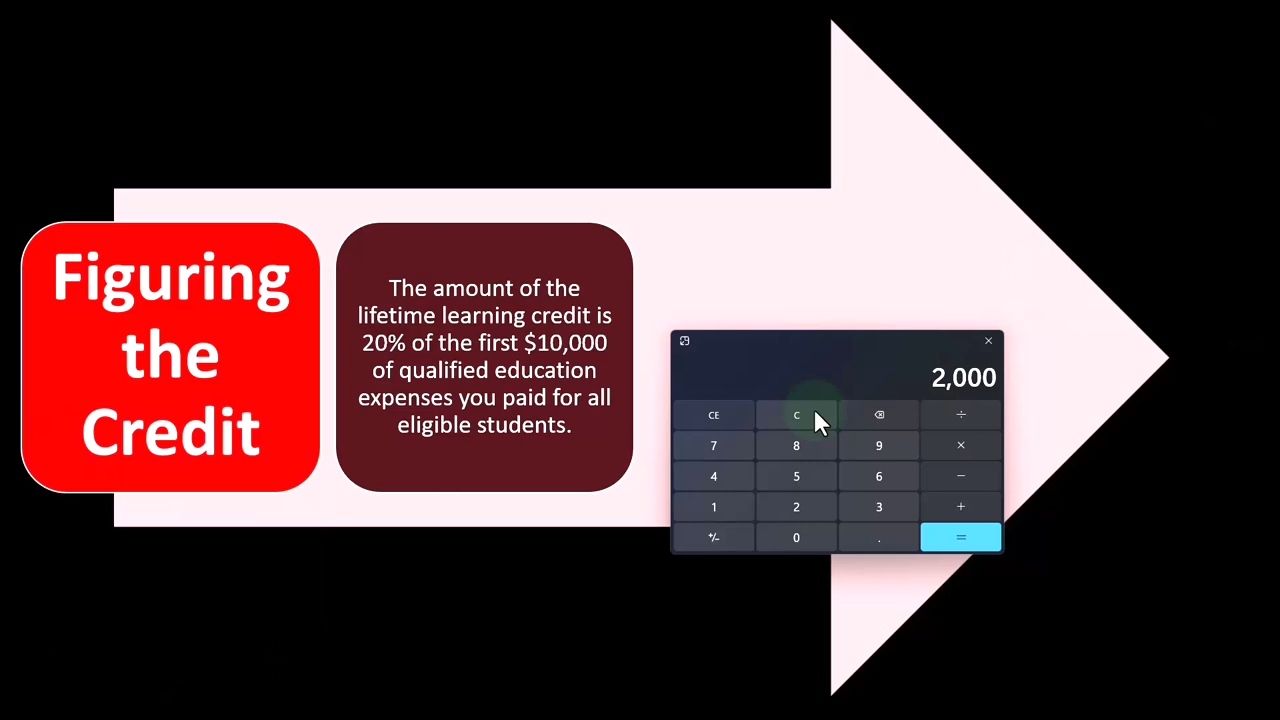 Figuring
the
Credit
The amount of the
lifetime learning credit is
20% of the first $10,000
of qualified education
expenses you paid for all
eligible students.
2,000
CE C ÷
7 8 9 ×
4 5 6 −
1 2 3 +
+/− 0 . =